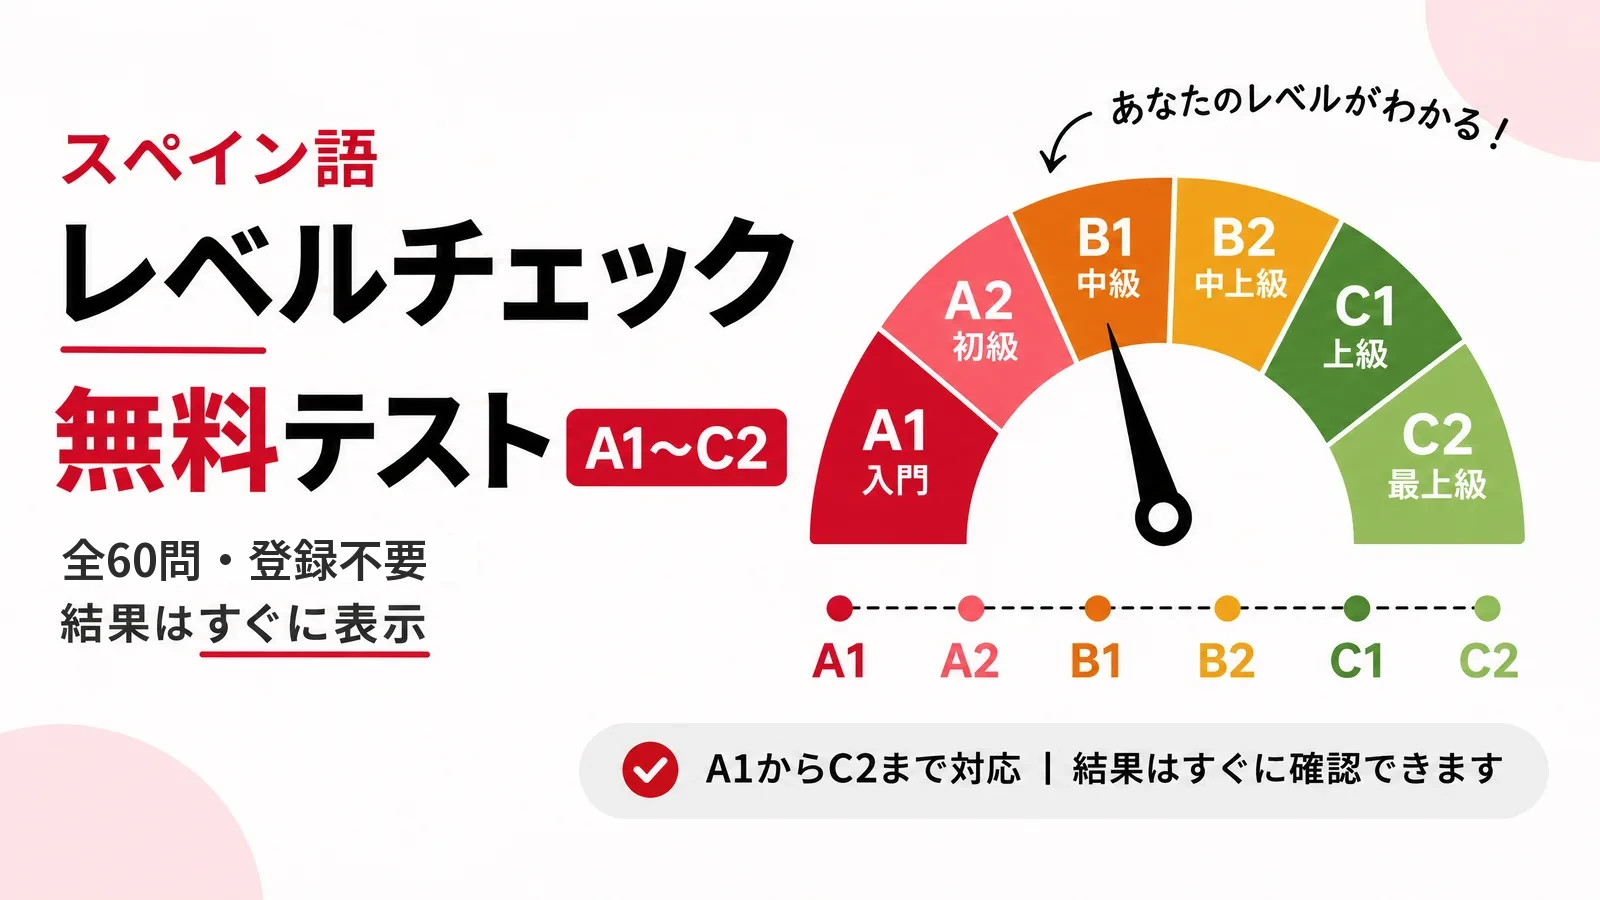 スペイン語
レベルチェック
無料テスト A1〜C2
全60問・登録不要
結果はすぐに表示
あなたのレベルがわかる！
A1
入門
A2
初級
B1
中級
B2
中上級
C1
上級
C2
最上級
A1 A2 B1 B2 C1 C2
A1からC2まで対応 | 結果はすぐに確認できます